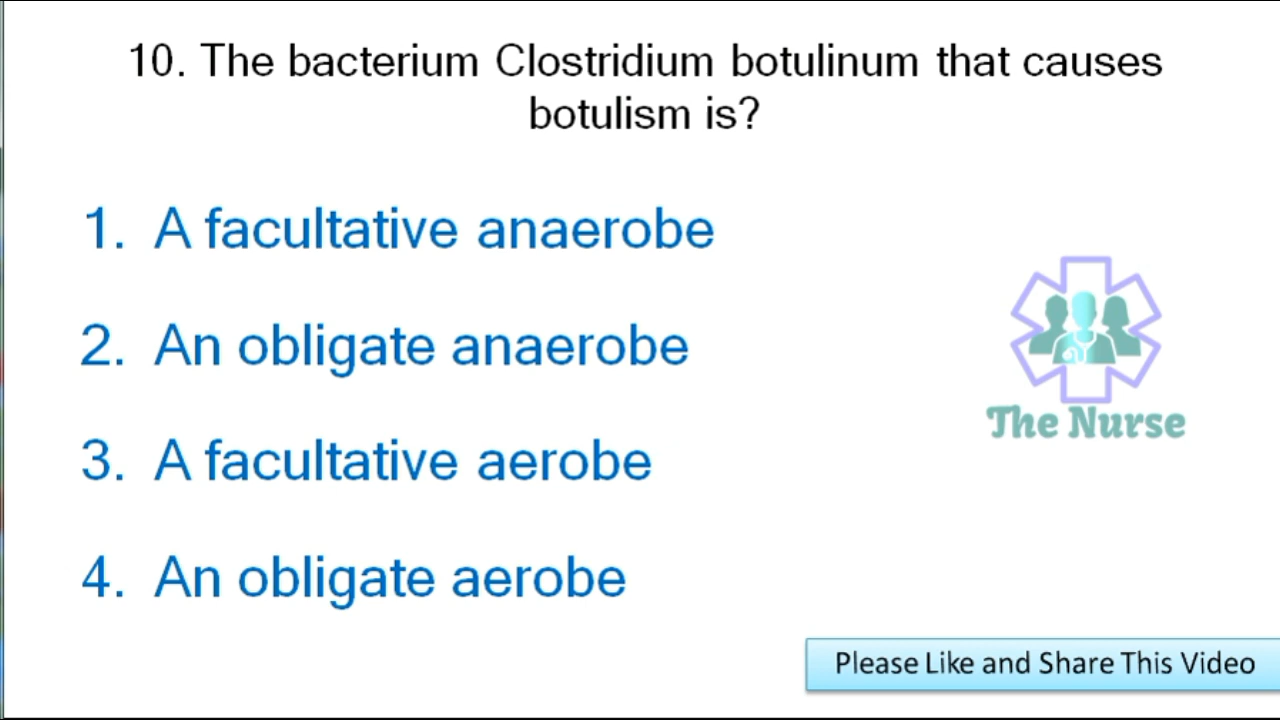 10. The bacterium Clostridium botulinum that causes
botulism is?
1. A facultative anaerobe
2. An obligate anaerobe
3. A facultative aerobe
4. An obligate aerobe
The Nurse
Please Like and Share This Video